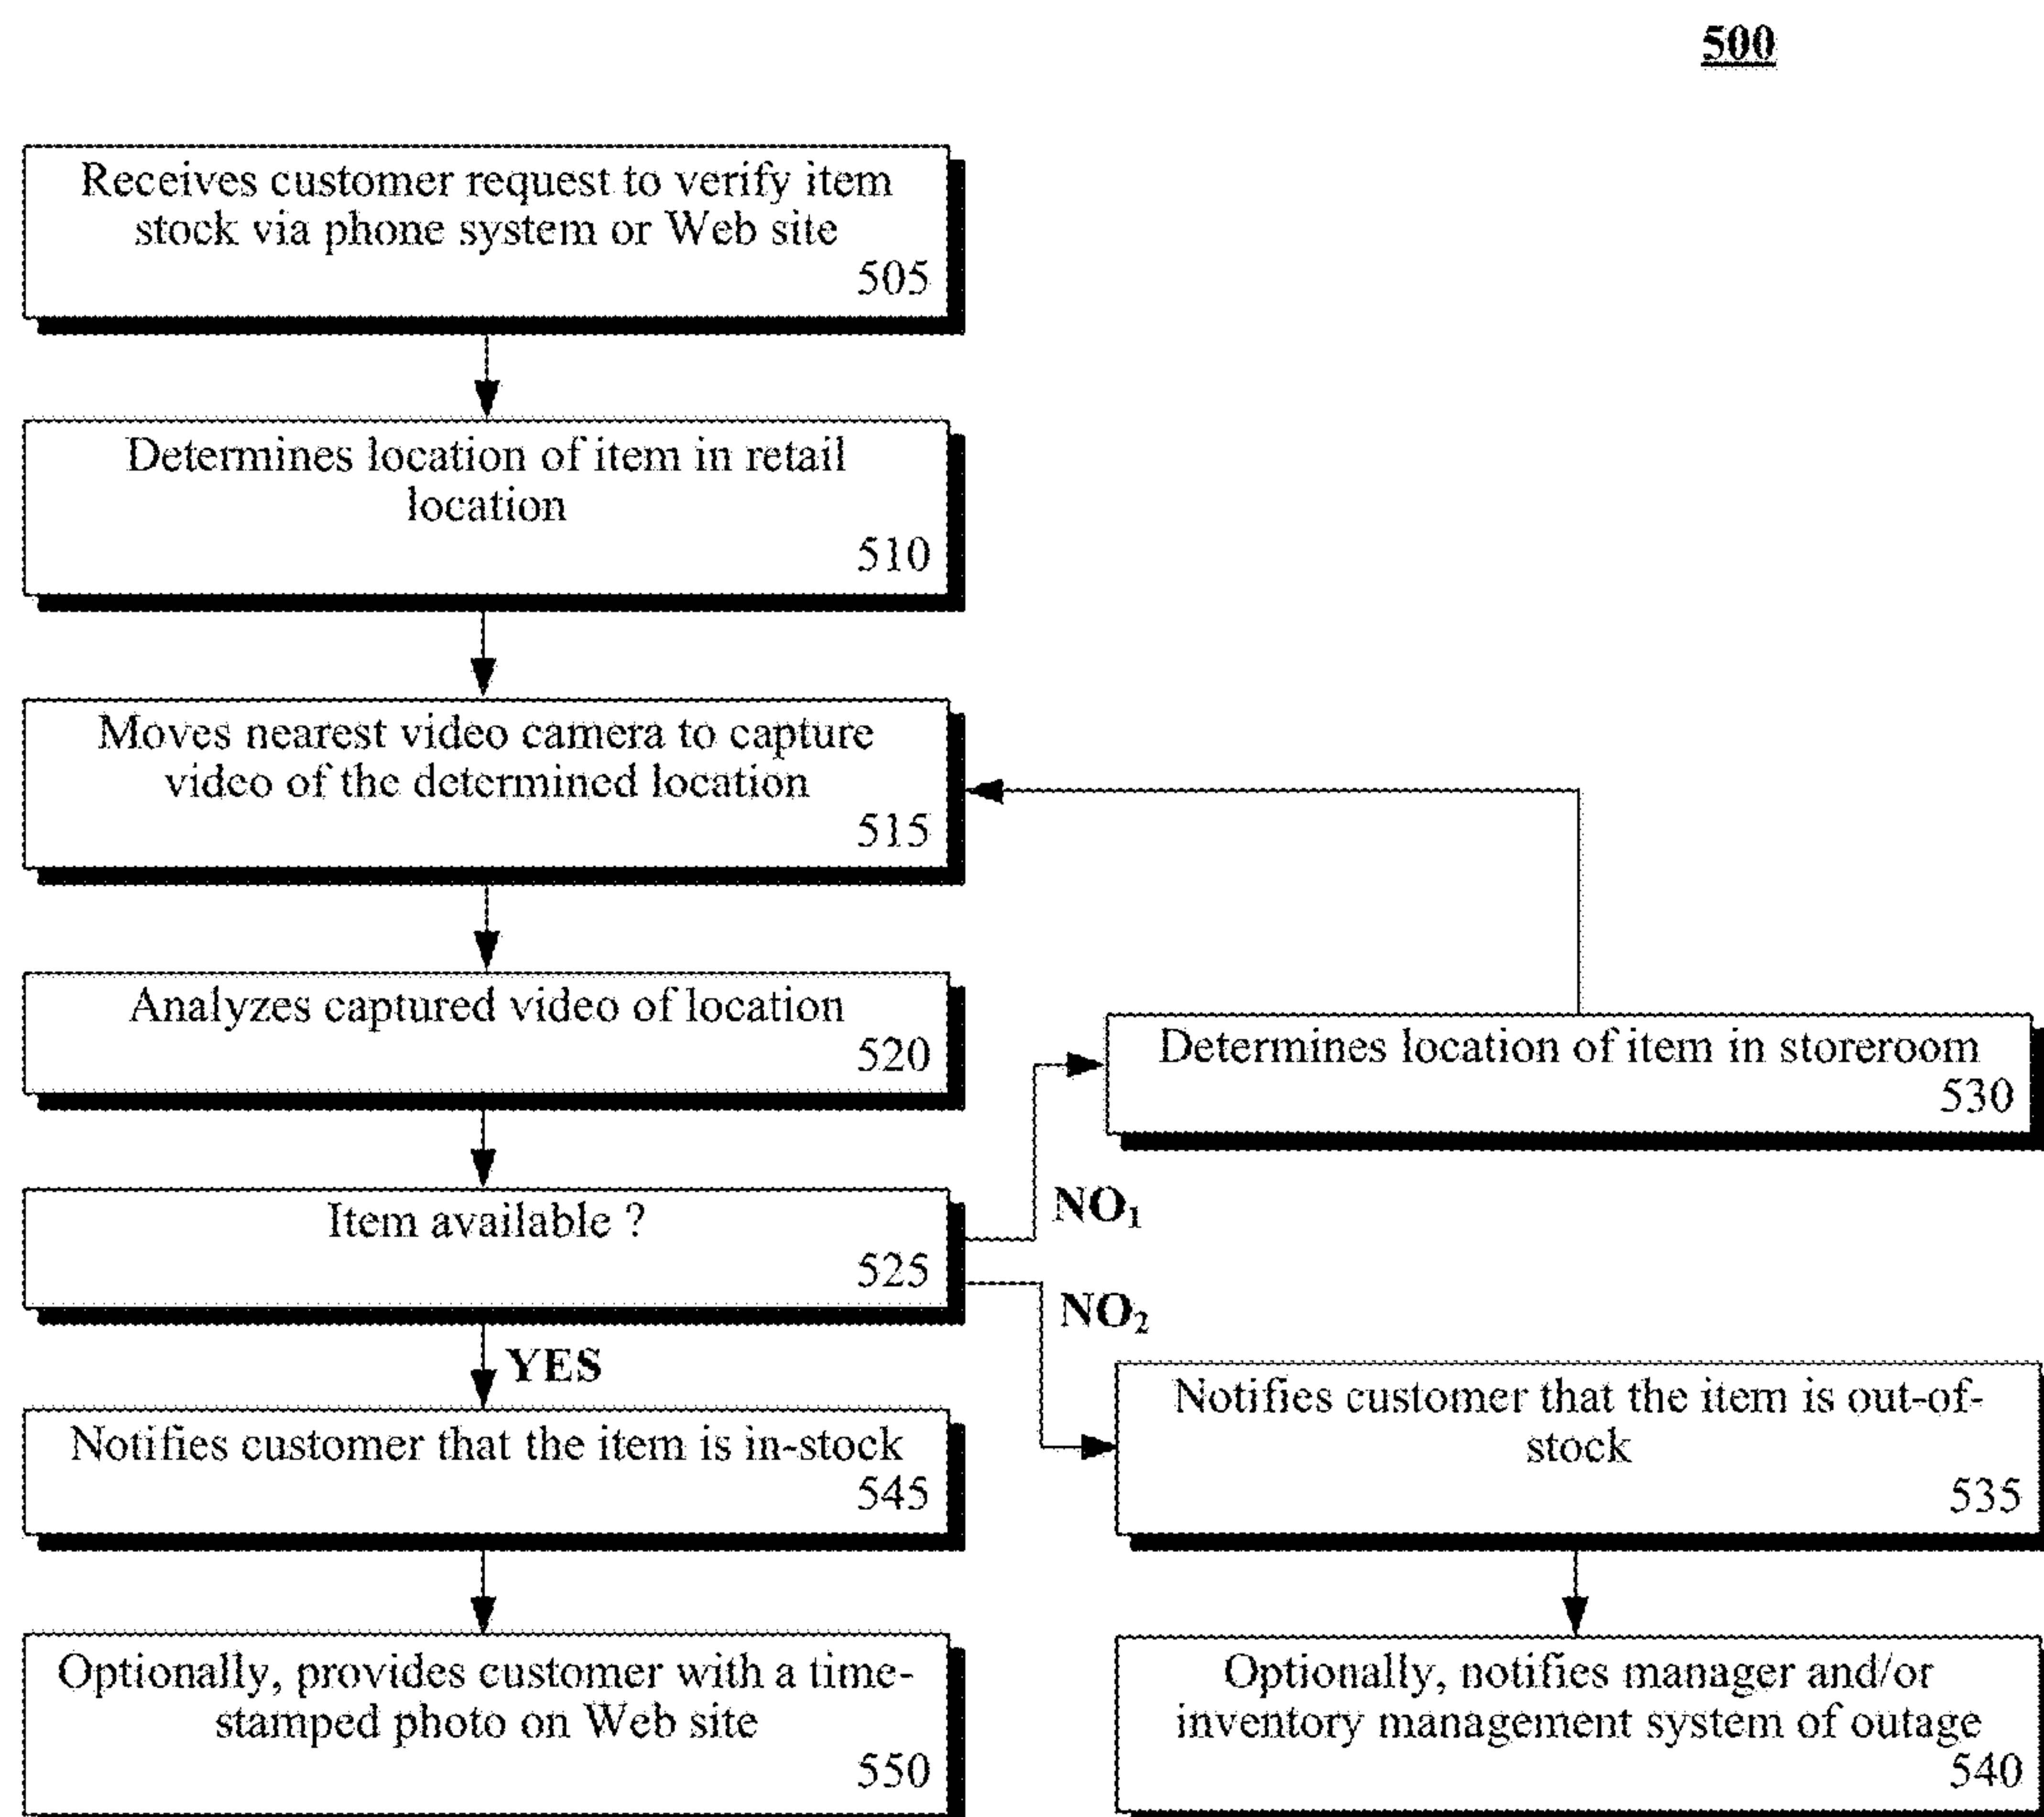 500
Receives customer request to verify item
stock via phone system or Web site
505
Determines location of item in retail
location
510
Moves nearest video camera to capture
video of the determined location
515
Analyzes captured video of location
520
Determines location of item in storeroom
530
Item available ?
525
NO₁
NO₂
YES
Notifies customer that the item is out-of-
stock
535
Notifies customer that the item is in-stock
545
Optionally, provides customer with a time-
stamped photo on Web site
550
Optionally, notifies manager and/or
inventory management system of outage
540